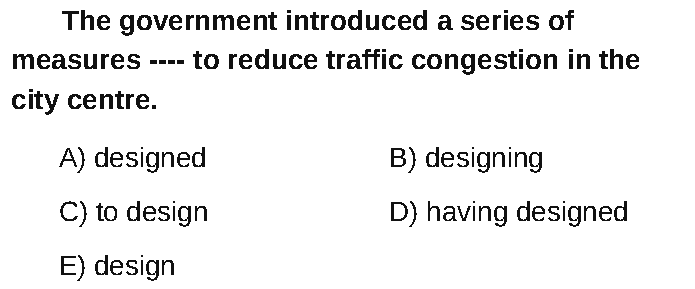 The government introduced a series of
measures ---- to reduce traffic congestion in the
city centre.
A) designed B) designing
C) to design D) having designed
E) design